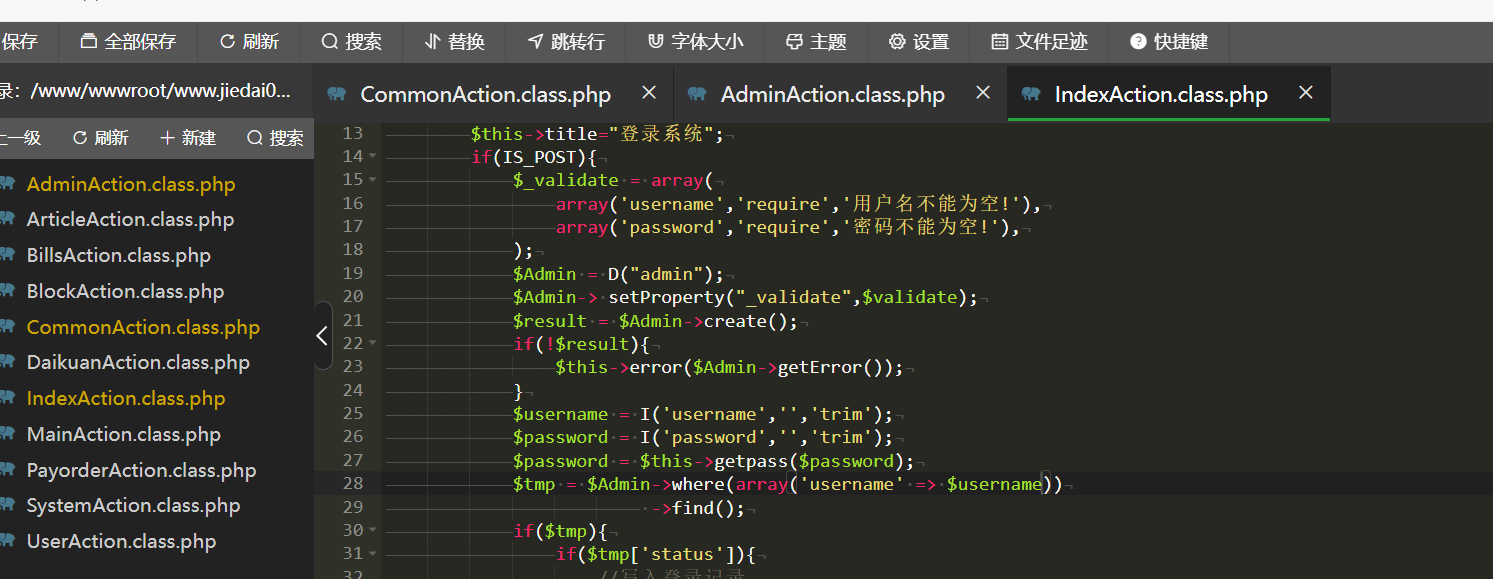 保存 全部保存 刷新 搜索 替换 跳转行 字体大小 主题 设置 文件足迹 快捷键
录: /www/wwwroot/www.jiedai0... CommonAction.class.php AdminAction.class.php IndexAction.class.php
上一级 刷新 新建 搜索
AdminAction.class.php
ArticleAction.class.php
BillsAction.class.php
BlockAction.class.php
CommonAction.class.php
DaikuanAction.class.php
IndexAction.class.php
MainAction.class.php
PayorderAction.class.php
SystemAction.class.php
UserAction.class.php
13 $this->title="登录系统";
14 if(IS_POST){
15 $_validate = array(
16 array('username','require','用户名不能为空!'),
17 array('password','require','密码不能为空!'),
18 );
19 $Admin = D("admin");
20 $Admin-> setProperty("_validate",$validate);
21 $result = $Admin->create();
22 if(!$result){
23 $this->error($Admin->getError());
24 }
25 $username = I('username','','trim');
26 $password = I('password','','trim');
27 $password = $this->getpass($password);
28 $tmp = $Admin->where(array('username' => $username))
29 ->find();
30 if($tmp){
31 if($tmp['status']){
32 //写入登录记录